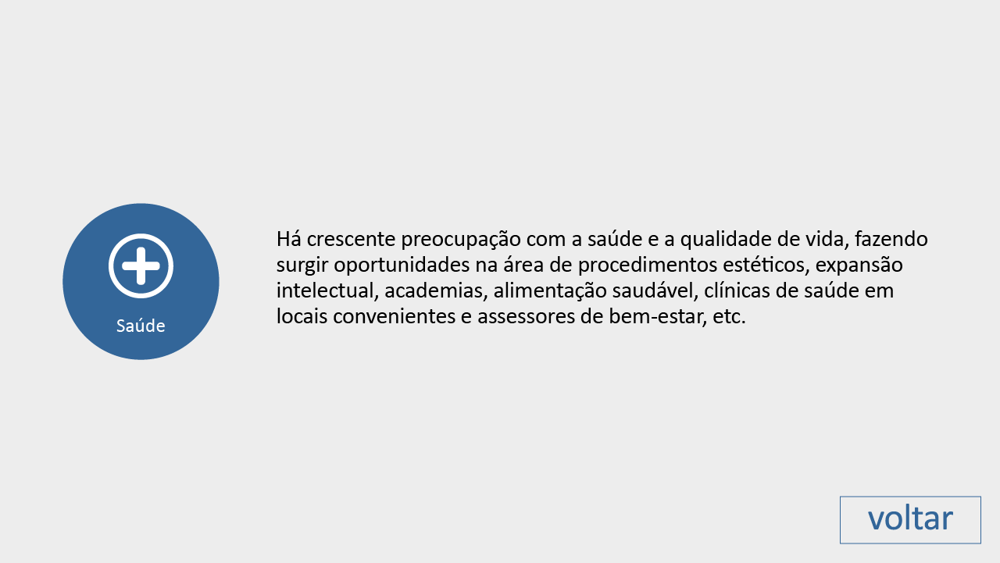 Saúde
Há crescente preocupação com a saúde e a qualidade de vida, fazendo
surgir oportunidades na área de procedimentos estéticos, expansão
intelectual, academias, alimentação saudável, clínicas de saúde em
locais convenientes e assessores de bem-estar, etc.
voltar